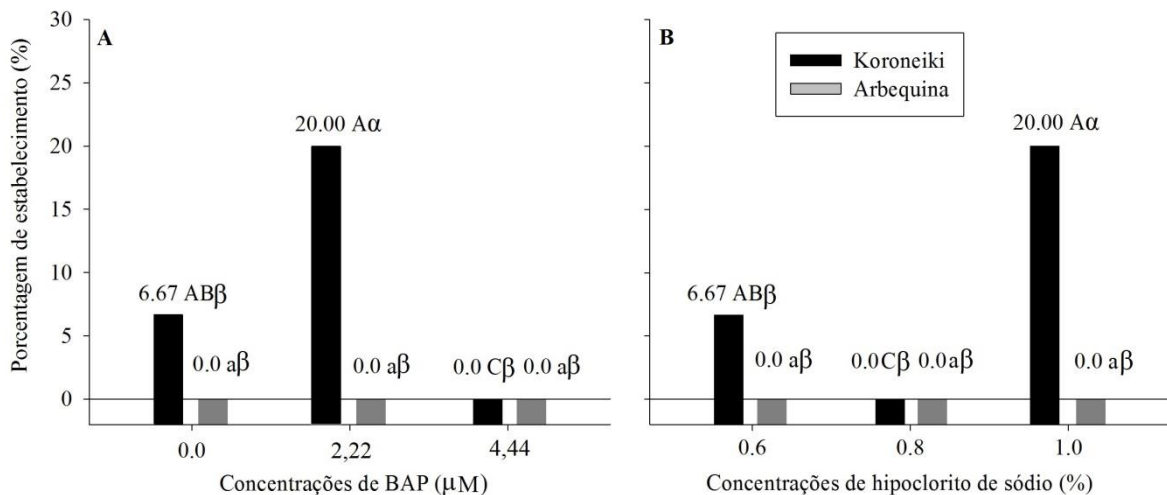 Porcentagem de estabelecimento (%)
30
25
20
15
10
5
0
A
6.67 ABβ
0.0 aβ
20.00 Aα
0.0 aβ
0.0 Cβ 0.0 aβ
0.0
2,22
4,44
Concentrações de BAP (μM)
B
Koroneiki
Arbequina
6.67 ABβ
0.0 aβ
0.0Cβ 0.0aβ
20.00 Aα
0.0 aβ
0.6
0.8
1.0
Concentrações de hipoclorito de sódio (%)